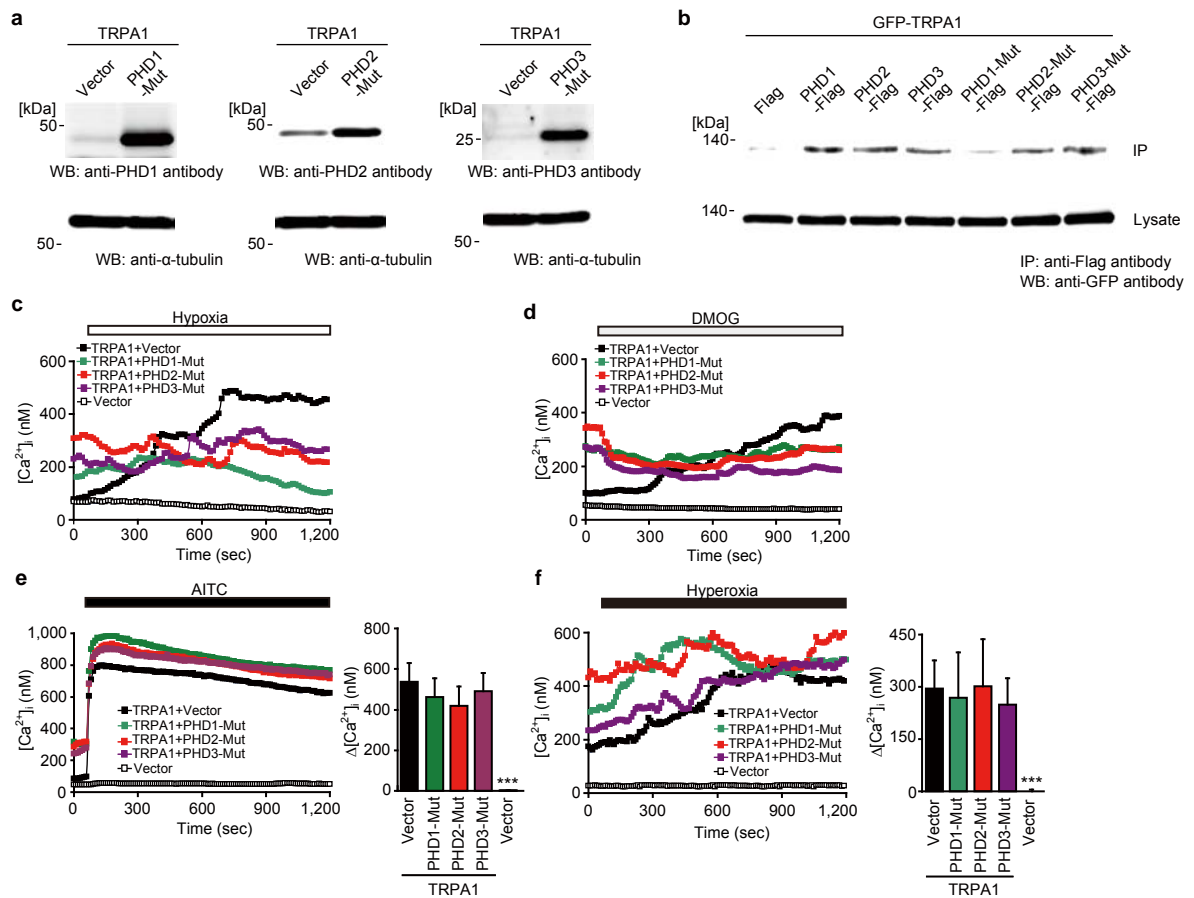 a
TRPA1
Vector
PHD1
-Mut
[kDa]
50-
WB: anti-PHD1 antibody
50-
WB: anti-α-tubulin
TRPA1
Vector
PHD2
-Mut
[kDa]
50-
WB: anti-PHD2 antibody
50-
WB: anti-α-tubulin
TRPA1
Vector
PHD3
-Mut
[kDa]
25-
WB: anti-PHD3 antibody
50-
WB: anti-α-tubulin
b
GFP-TRPA1
Flag
PHD1
-Flag
PHD2
-Flag
PHD3
-Flag
PHD1-Mut
-Flag
PHD2-Mut
-Flag
PHD3-Mut
-Flag
[kDa]
140-
IP
140-
Lysate
IP: anti-Flag antibody
WB: anti-GFP antibody
c
Hypoxia
TRPA1+Vector
TRPA1+PHD1-Mut
TRPA1+PHD2-Mut
TRPA1+PHD3-Mut
Vector
[Ca²⁺]i (nM)
600
400
200
0
0 300 600 900 1,200
Time (sec)
d
DMOG
TRPA1+Vector
TRPA1+PHD1-Mut
TRPA1+PHD2-Mut
TRPA1+PHD3-Mut
Vector
[Ca²⁺]i (nM)
600
400
200
0
0 300 600 900 1,200
Time (sec)
e
AITC
[Ca²⁺]i (nM)
1,000
800
600
400
200
0
TRPA1+Vector
TRPA1+PHD1-Mut
TRPA1+PHD2-Mut
TRPA1+PHD3-Mut
Vector
0 300 600 900 1,200
Time (sec)
Δ[Ca²⁺]i (nM)
800
600
400
200
0
***
Vector
PHD1-Mut
PHD2-Mut
PHD3-Mut
Vector
TRPA1
f
Hyperoxia
[Ca²⁺]i (nM)
600
400
200
0
TRPA1+Vector
TRPA1+PHD1-Mut
TRPA1+PHD2-Mut
TRPA1+PHD3-Mut
Vector
0 300 600 900 1,200
Time (sec)
Δ[Ca²⁺]i (nM)
450
300
150
0
***
Vector
PHD1-Mut
PHD2-Mut
PHD3-Mut
Vector
TRPA1